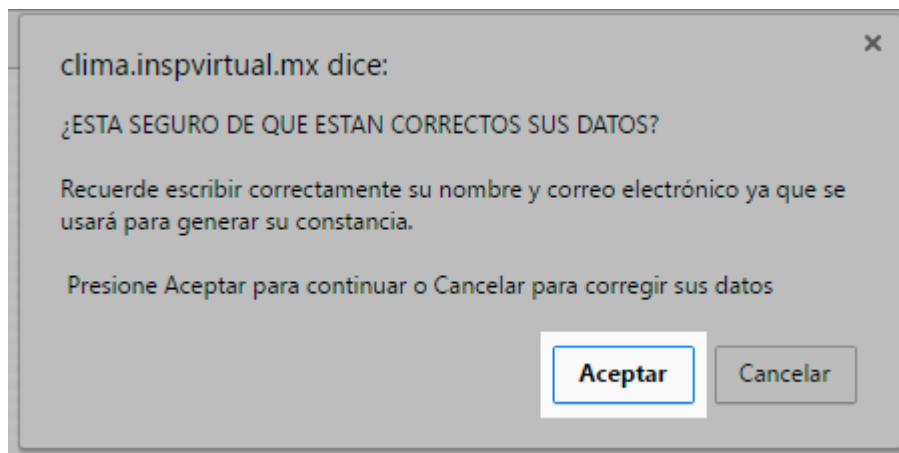 clima.inspvirtual.mx dice:
¿ESTA SEGURO DE QUE ESTAN CORRECTOS SUS DATOS?
Recuerde escribir correctamente su nombre y correo electrónico ya que se
usará para generar su constancia.
Presione Aceptar para continuar o Cancelar para corregir sus datos
Aceptar Cancelar